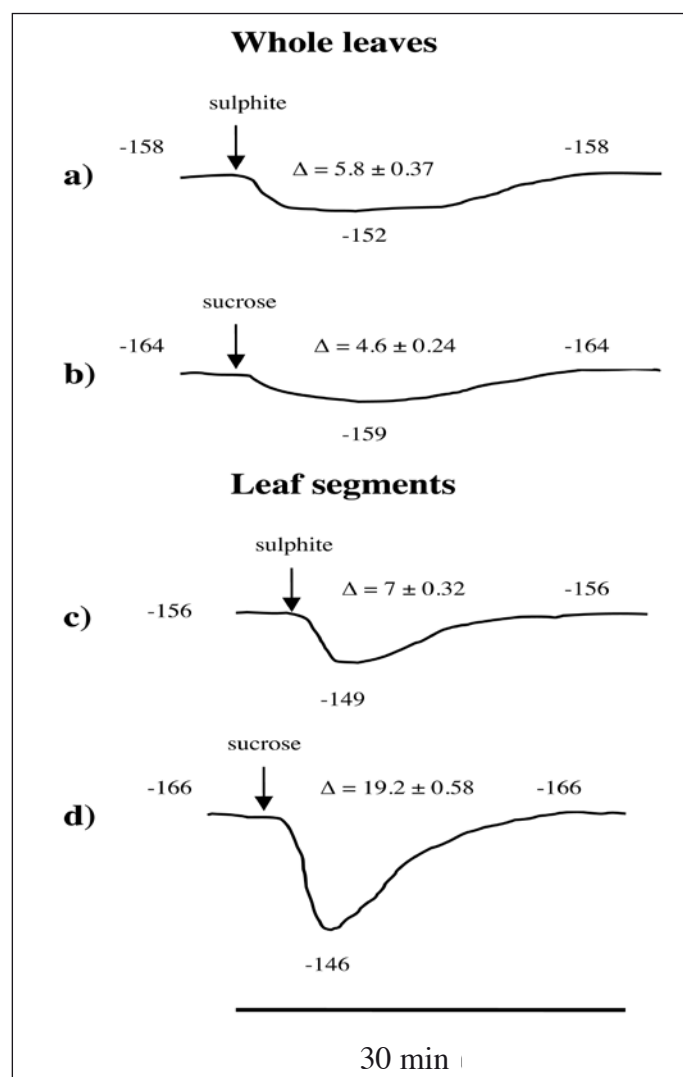 Whole leaves
sulphite
-158
-158
a)
Δ = 5.8 ± 0.37
-152
sucrose
-164
Δ = 4.6 ± 0.24
-164
b)
-159
Leaf segments
sulphite
-156
Δ = 7 ± 0.32
-156
c)
-149
sucrose
-166
Δ = 19.2 ± 0.58
-166
d)
-146
30 min